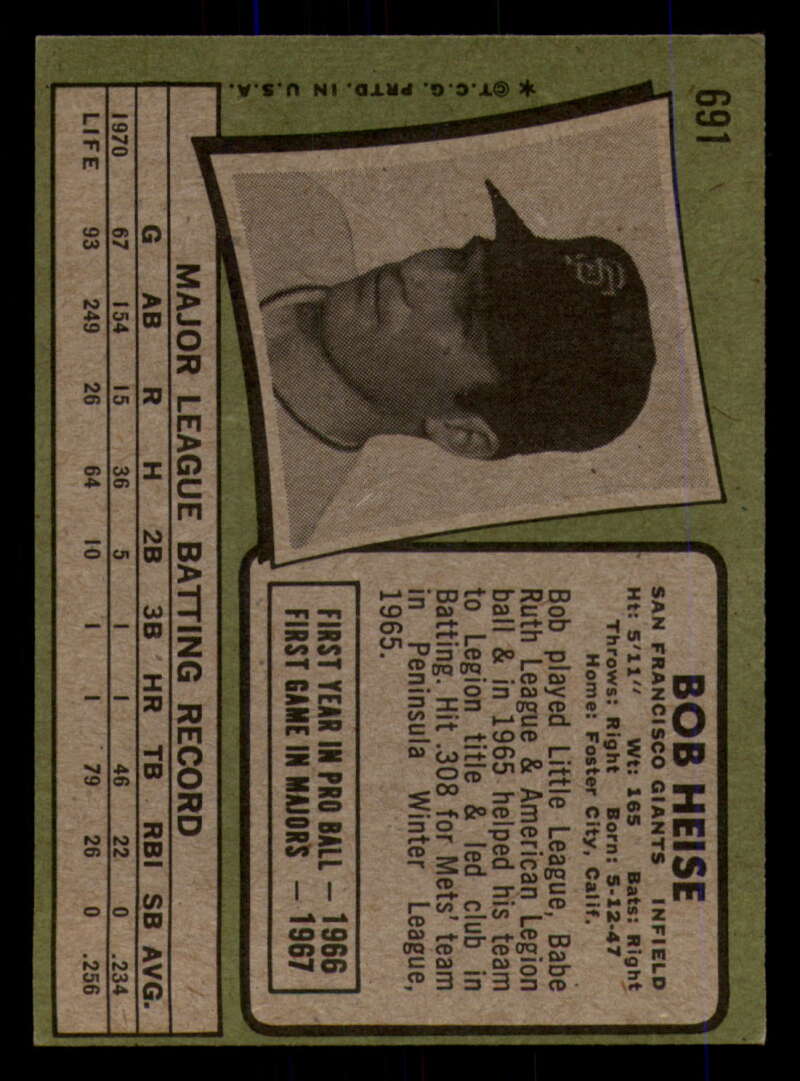 691
BOB HEISE
SAN FRANCISCO GIANTS INFIELD
Ht: 5'11" Wt: 165 Bats: Right
Throws: Right Born: 5-12-47
Home: Foster City, Calif.
Bob played Little League, Babe
Ruth League & American Legion
ball & in 1965 helped his team
to Legion title & led club in
Batting. Hit .308 for Mets' team
in Peninsula Winter League,
1965.
FIRST YEAR IN PRO BALL — 1966
FIRST GAME IN MAJORS — 1967
SF
* ©T.C.G. PRTD. IN U.S.A.
MAJOR LEAGUE BATTING RECORD
G AB R H 2B 3B HR TB RBI SB AVG.
1970 67 154 15 36 5 1 1 46 22 0 .234
LIFE 93 249 26 64 10 1 1 79 26 0 .256